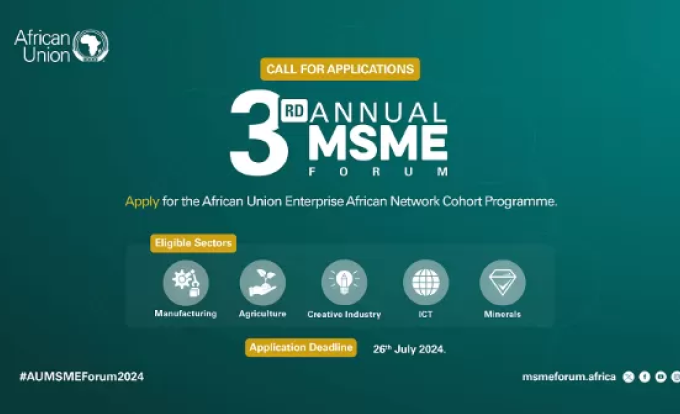 African
Union
CALL FOR APPLICATIONS
3RD ANNUAL
MSME
FORUM
Apply for the African Union Enterprise African Network Cohort Programme.
Eligible Sectors
Manufacturing
Agriculture
Creative Industry
ICT
Minerals
Application Deadline 26th July 2024.
#AUMSMEForum2024
msmeforum.africa